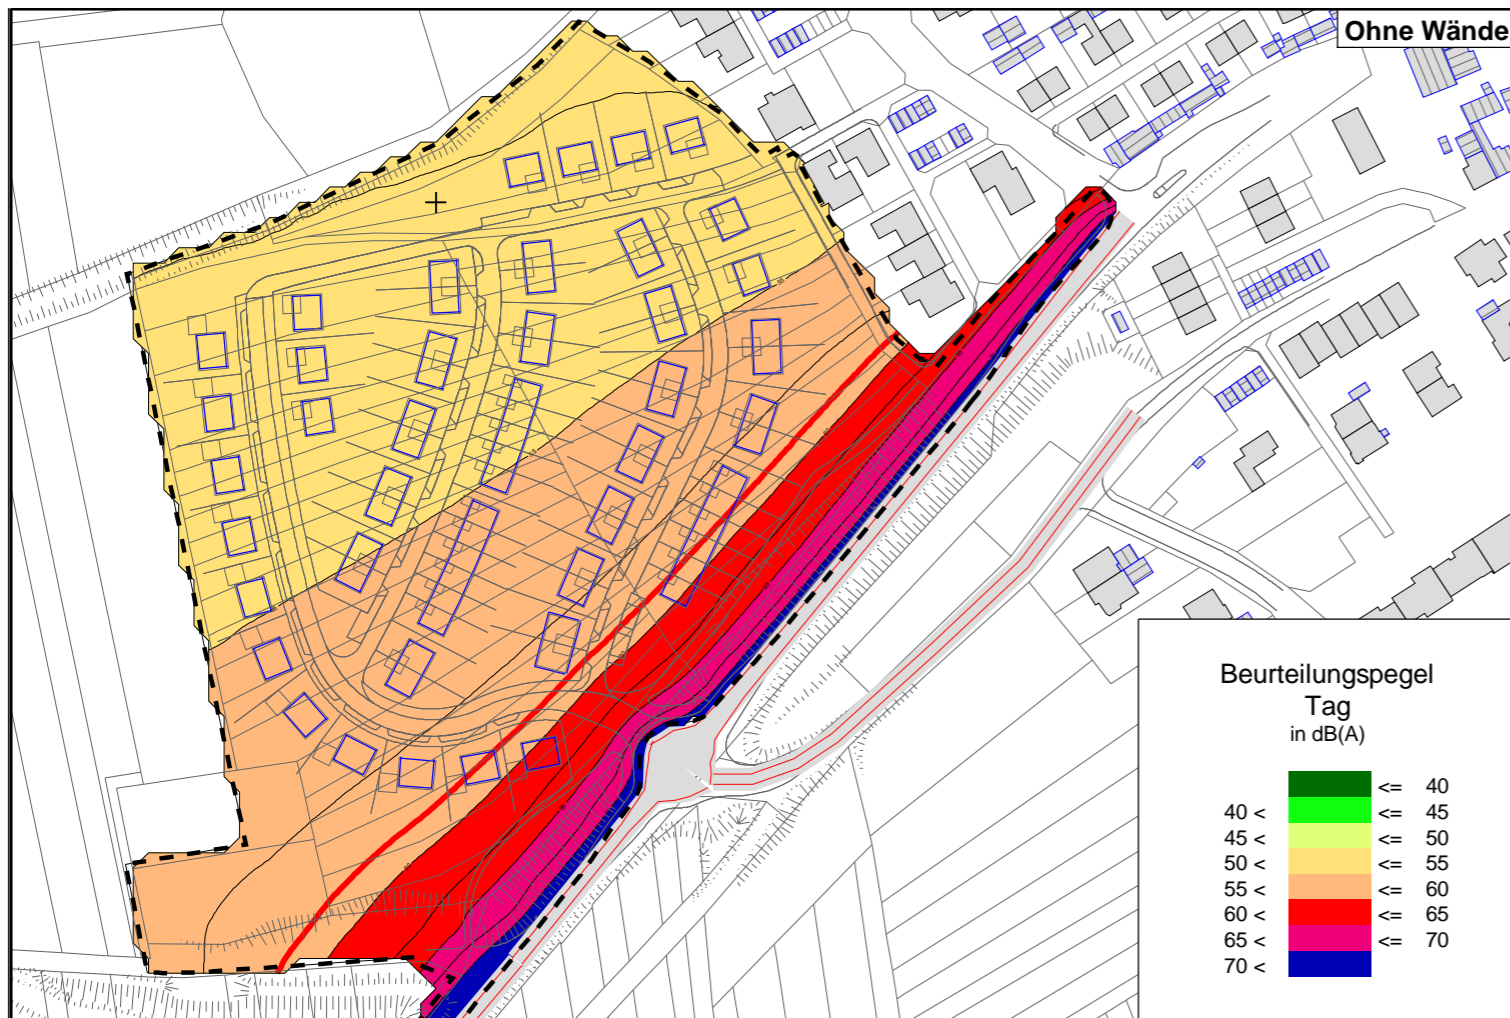 Ohne Wände
Beurteilungspegel
Tag
in dB(A)
<= 40
40 < <= 45
45 < <= 50
50 < <= 55
55 < <= 60
60 < <= 65
65 < <= 70
70 <